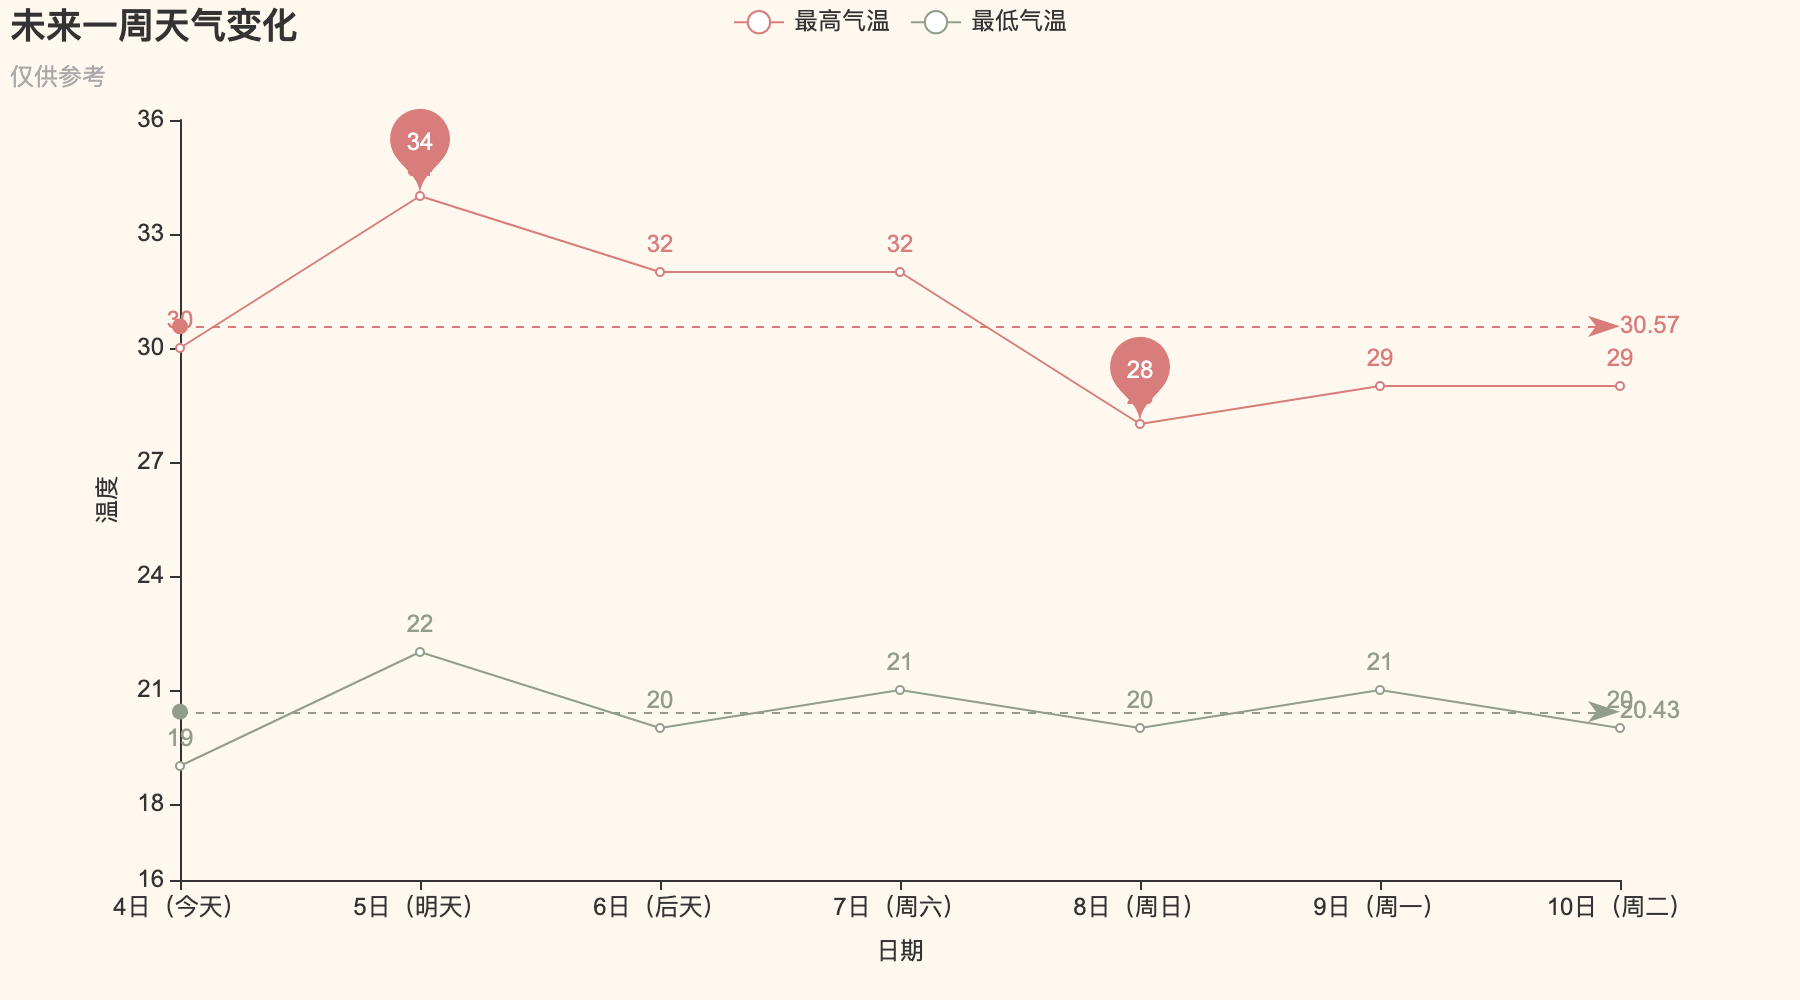 未来一周天气变化
仅供参考
最高气温
最低气温
36
33
30
27
24
21
18
16
温度
30
34
32
32
28
29
29
30.57
19
22
20
21
20
21
20
20.43
4日（今天）
5日（明天）
6日（后天）
7日（周六）
8日（周日）
9日（周一）
10日（周二）
日期